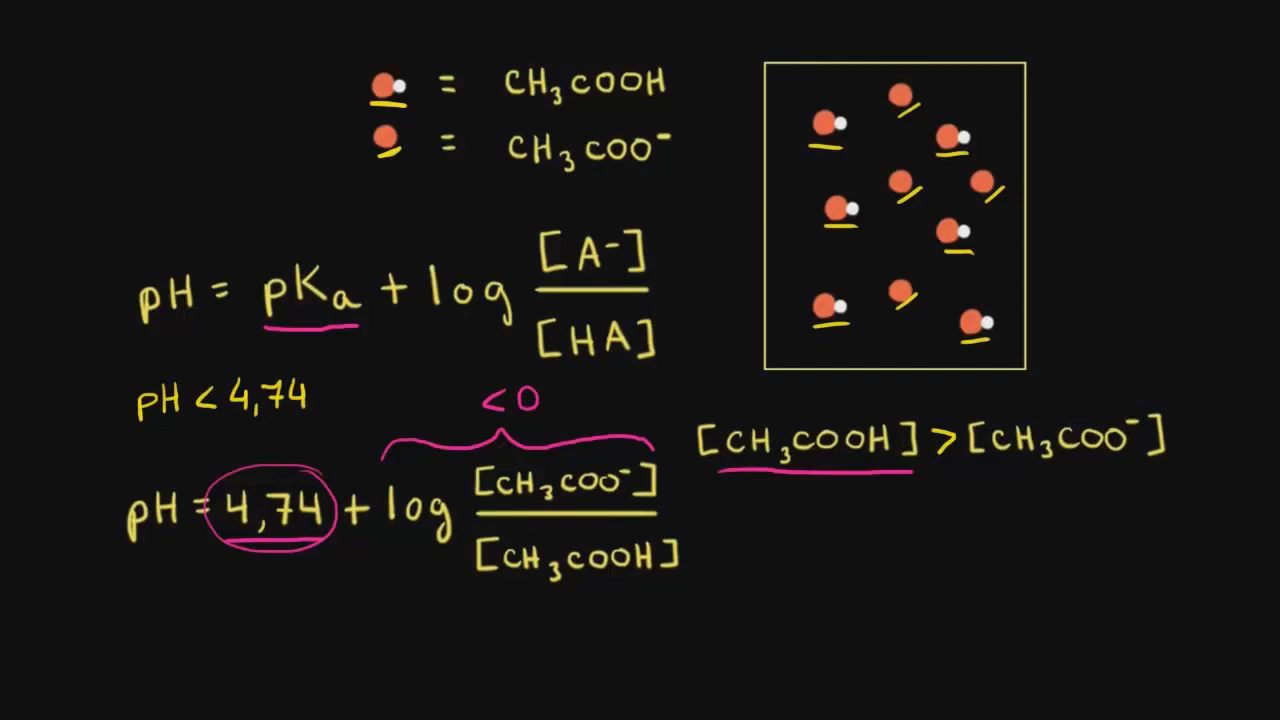 = CH₃COOH
= CH₃COO⁻
pH = pKₐ + log [A⁻] / [HA]
pH < 4,74
< 0
[CH₃COOH] > [CH₃COO⁻]
pH = 4,74 + log [CH₃COO⁻] / [CH₃COOH]